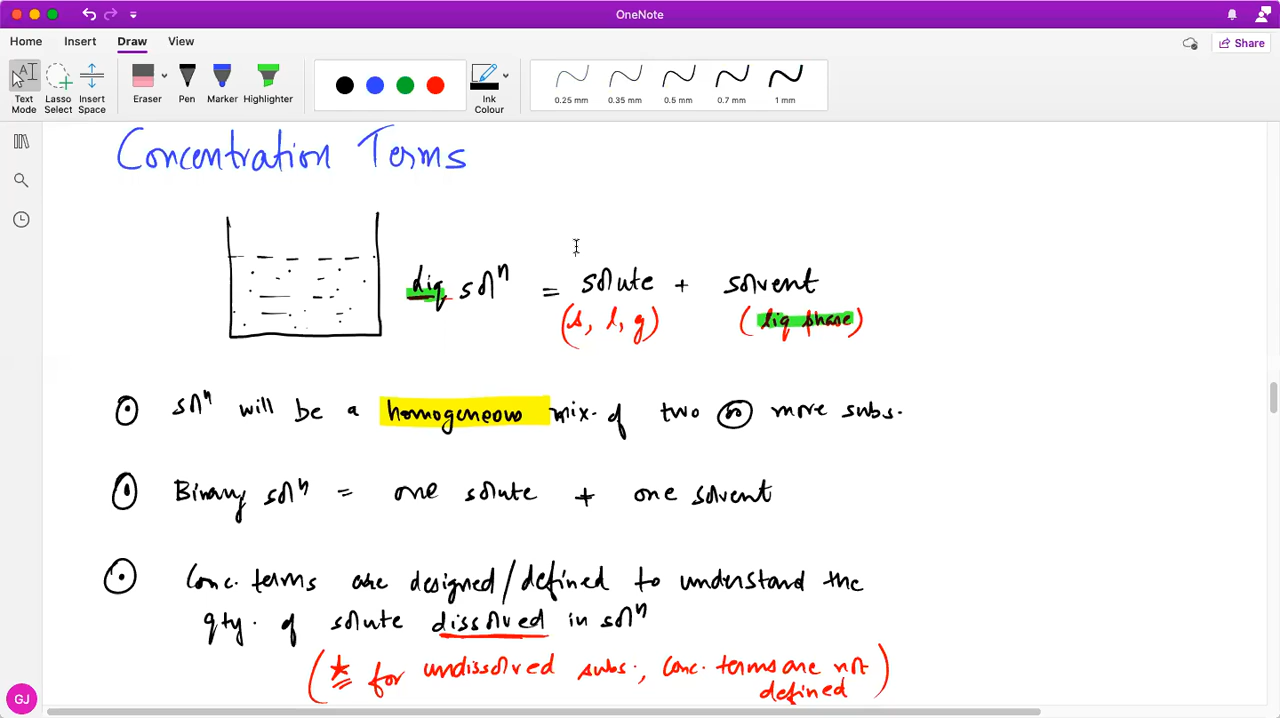 OneNote
Home Insert Draw View
Share
Text Mode
Lasso Select
Insert Space
Eraser
Pen
Marker
Highlighter
Ink Colour
0.25 mm 0.35 mm 0.5 mm 0.7 mm 1 mm
Concentration Terms
liq. solⁿ = solute + solvent
(s, l, g) (liq phase)
solⁿ will be a homogeneous mix. of two or more subs.
Binary solⁿ = one solute + one solvent
Conc. terms are designed/defined to understand the
qty. of solute dissolved in solⁿ
(★ for undissolved subs., conc. terms are not
defined)
GJ